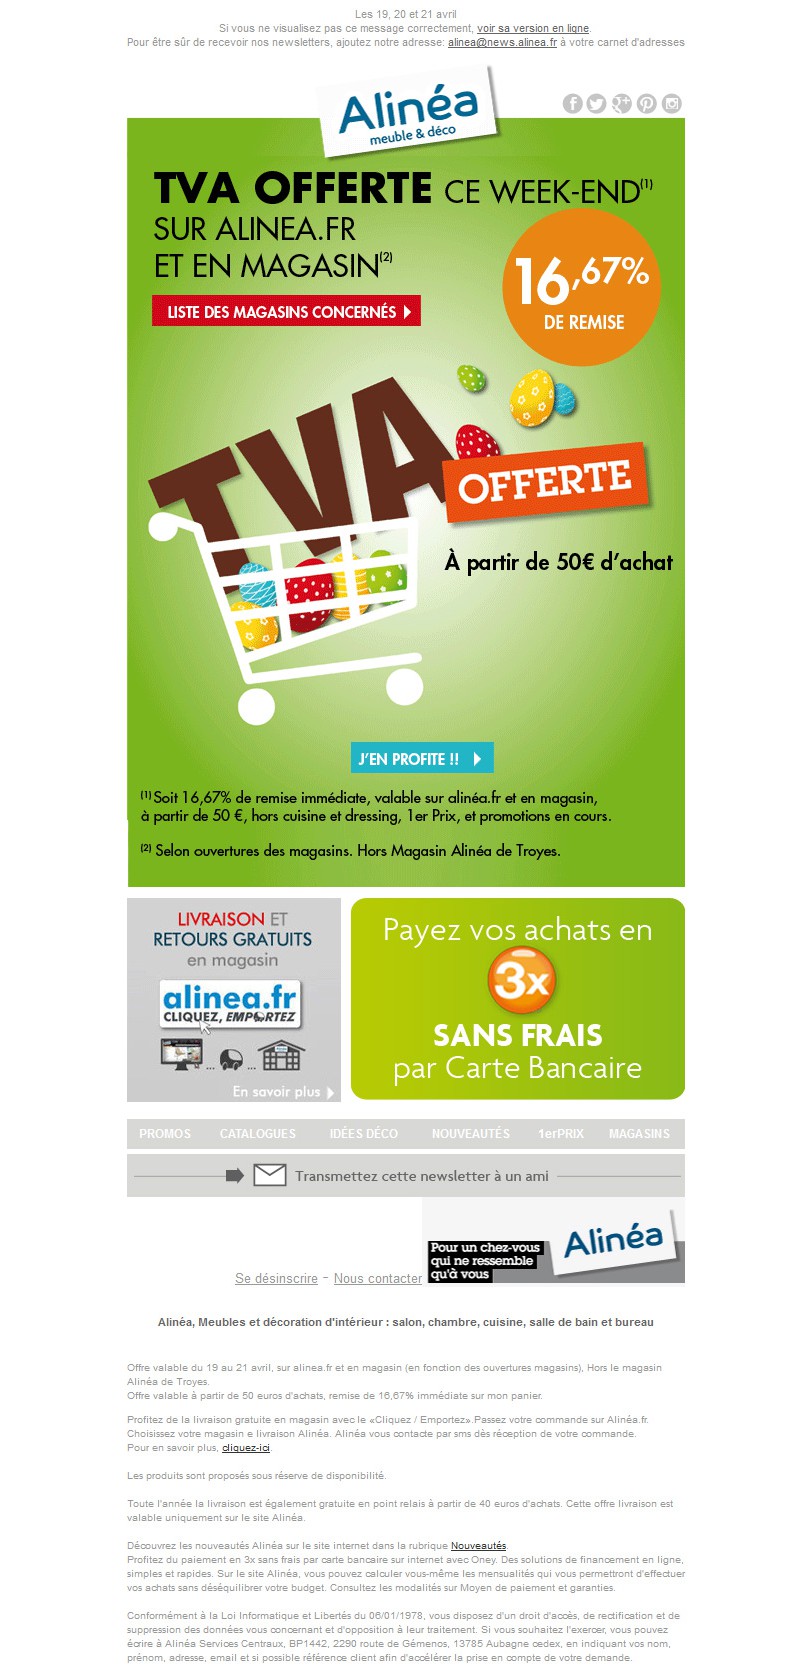 Les 19, 20 et 21 avril
Si vous ne visualisez pas ce message correctement, voir sa version en ligne.
Pour être sûr de recevoir nos newsletters, ajoutez notre adresse: alinea@news.alinea.fr à votre carnet d'adresses
Alinéa
meuble & déco
TVA OFFERTE CE WEEK-END(1)
SUR ALINEA.FR
ET EN MAGASIN(2)
16,67%
DE REMISE
LISTE DES MAGASINS CONCERNÉS
TVA
OFFERTE
À partir de 50€ d'achat
J'EN PROFITE !!
(1) Soit 16,67% de remise immédiate, valable sur alinéa.fr et en magasin,
à partir de 50 €, hors cuisine et dressing, 1er Prix, et promotions en cours.
(2) Selon ouvertures des magasins. Hors Magasin Alinéa de Troyes.
LIVRAISON ET
RETOURS GRATUITS
en magasin
alinea.fr
CLIQUEZ, EMPORTEZ
Alinéa
En savoir plus
Payez vos achats en
3x
SANS FRAIS
par Carte Bancaire
PROMOS CATALOGUES IDÉES DÉCO NOUVEAUTÉS 1erPRIX MAGASINS
Transmettez cette newsletter à un ami
Se désinscrire - Nous contacter
Pour un chez-vous
qui ne ressemble
qu'à vous
Alinéa
Alinéa, Meubles et décoration d'intérieur : salon, chambre, cuisine, salle de bain et bureau
Offre valable du 19 au 21 avril, sur alinea.fr et en magasin (en fonction des ouvertures magasins), Hors le magasin
Alinéa de Troyes.
Offre valable à partir de 50 euros d'achats, remise de 16,67% immédiate sur mon panier.
Profitez de la livraison gratuite en magasin avec le «Cliquez / Emportez».Passez votre commande sur Alinéa.fr.
Choisissez votre magasin e livraison Alinéa. Alinéa vous contacte par sms dès réception de votre commande.
Pour en savoir plus, cliquez-ici.
Les produits sont proposés sous réserve de disponibilité.
Toute l'année la livraison est également gratuite en point relais à partir de 40 euros d'achats. Cette offre livraison est
valable uniquement sur le site Alinéa.
Découvrez les nouveautés Alinéa sur le site internet dans la rubrique Nouveautés.
Profitez du paiement en 3x sans frais par carte bancaire sur internet avec Oney. Des solutions de financement en ligne,
simples et rapides. Sur le site Alinéa, vous pouvez calculer vous-même les mensualités qui vous permettront d'effectuer
vos achats sans déséquilibrer votre budget. Consultez les modalités sur Moyen de paiement et garanties.
Conformément à la Loi Informatique et Libertés du 06/01/1978, vous disposez d'un droit d'accès, de rectification et de
suppression des données vous concernant et d'opposition à leur traitement. Si vous souhaitez l'exercer, vous pouvez
écrire à Alinéa Services Centraux, BP1442, 2290 route de Gémenos, 13785 Aubagne cedex, en indiquant vos nom,
prénom, adresse, email et si possible référence client afin d'accélérer la prise en compte de votre demande.